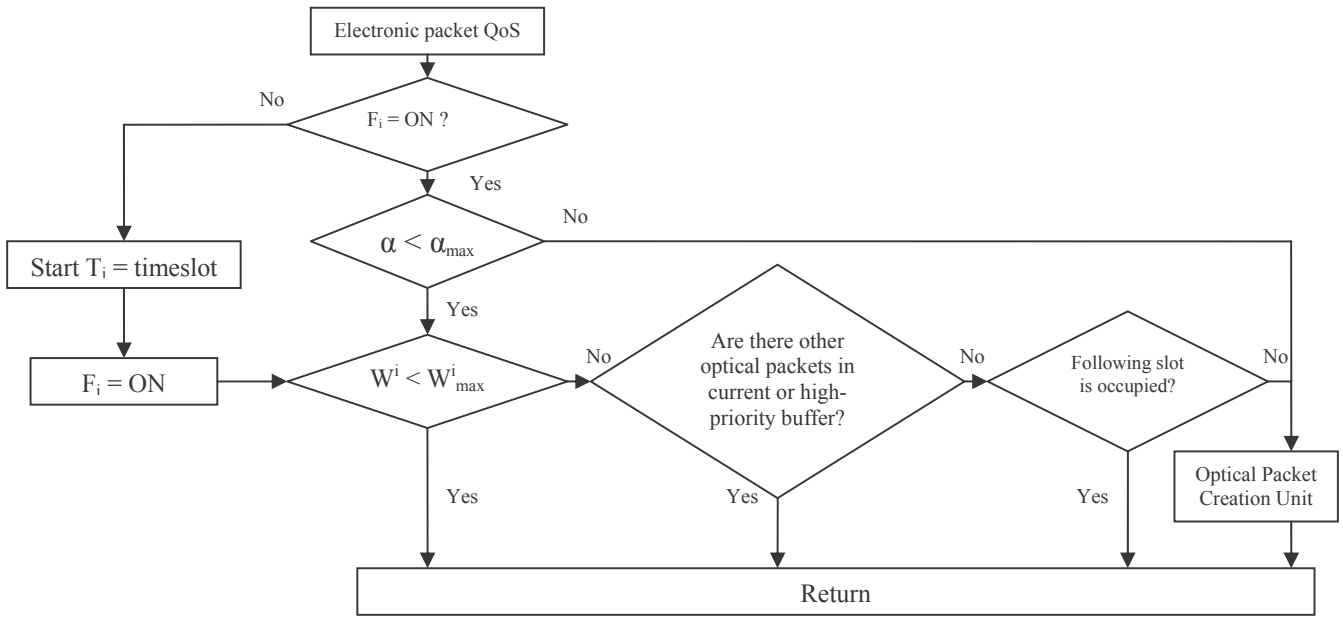 Electronic packet QoS
No
Fᵢ = ON ?
Yes
No
α < αmax
Start Tᵢ = timeslot
Yes
Are there other
optical packets in
current or high-
priority buffer?
No
No
No
Following slot
is occupied?
Wⁱ < Wⁱmax
Fᵢ = ON
Optical Packet
Creation Unit
Yes
Yes
Yes
Return